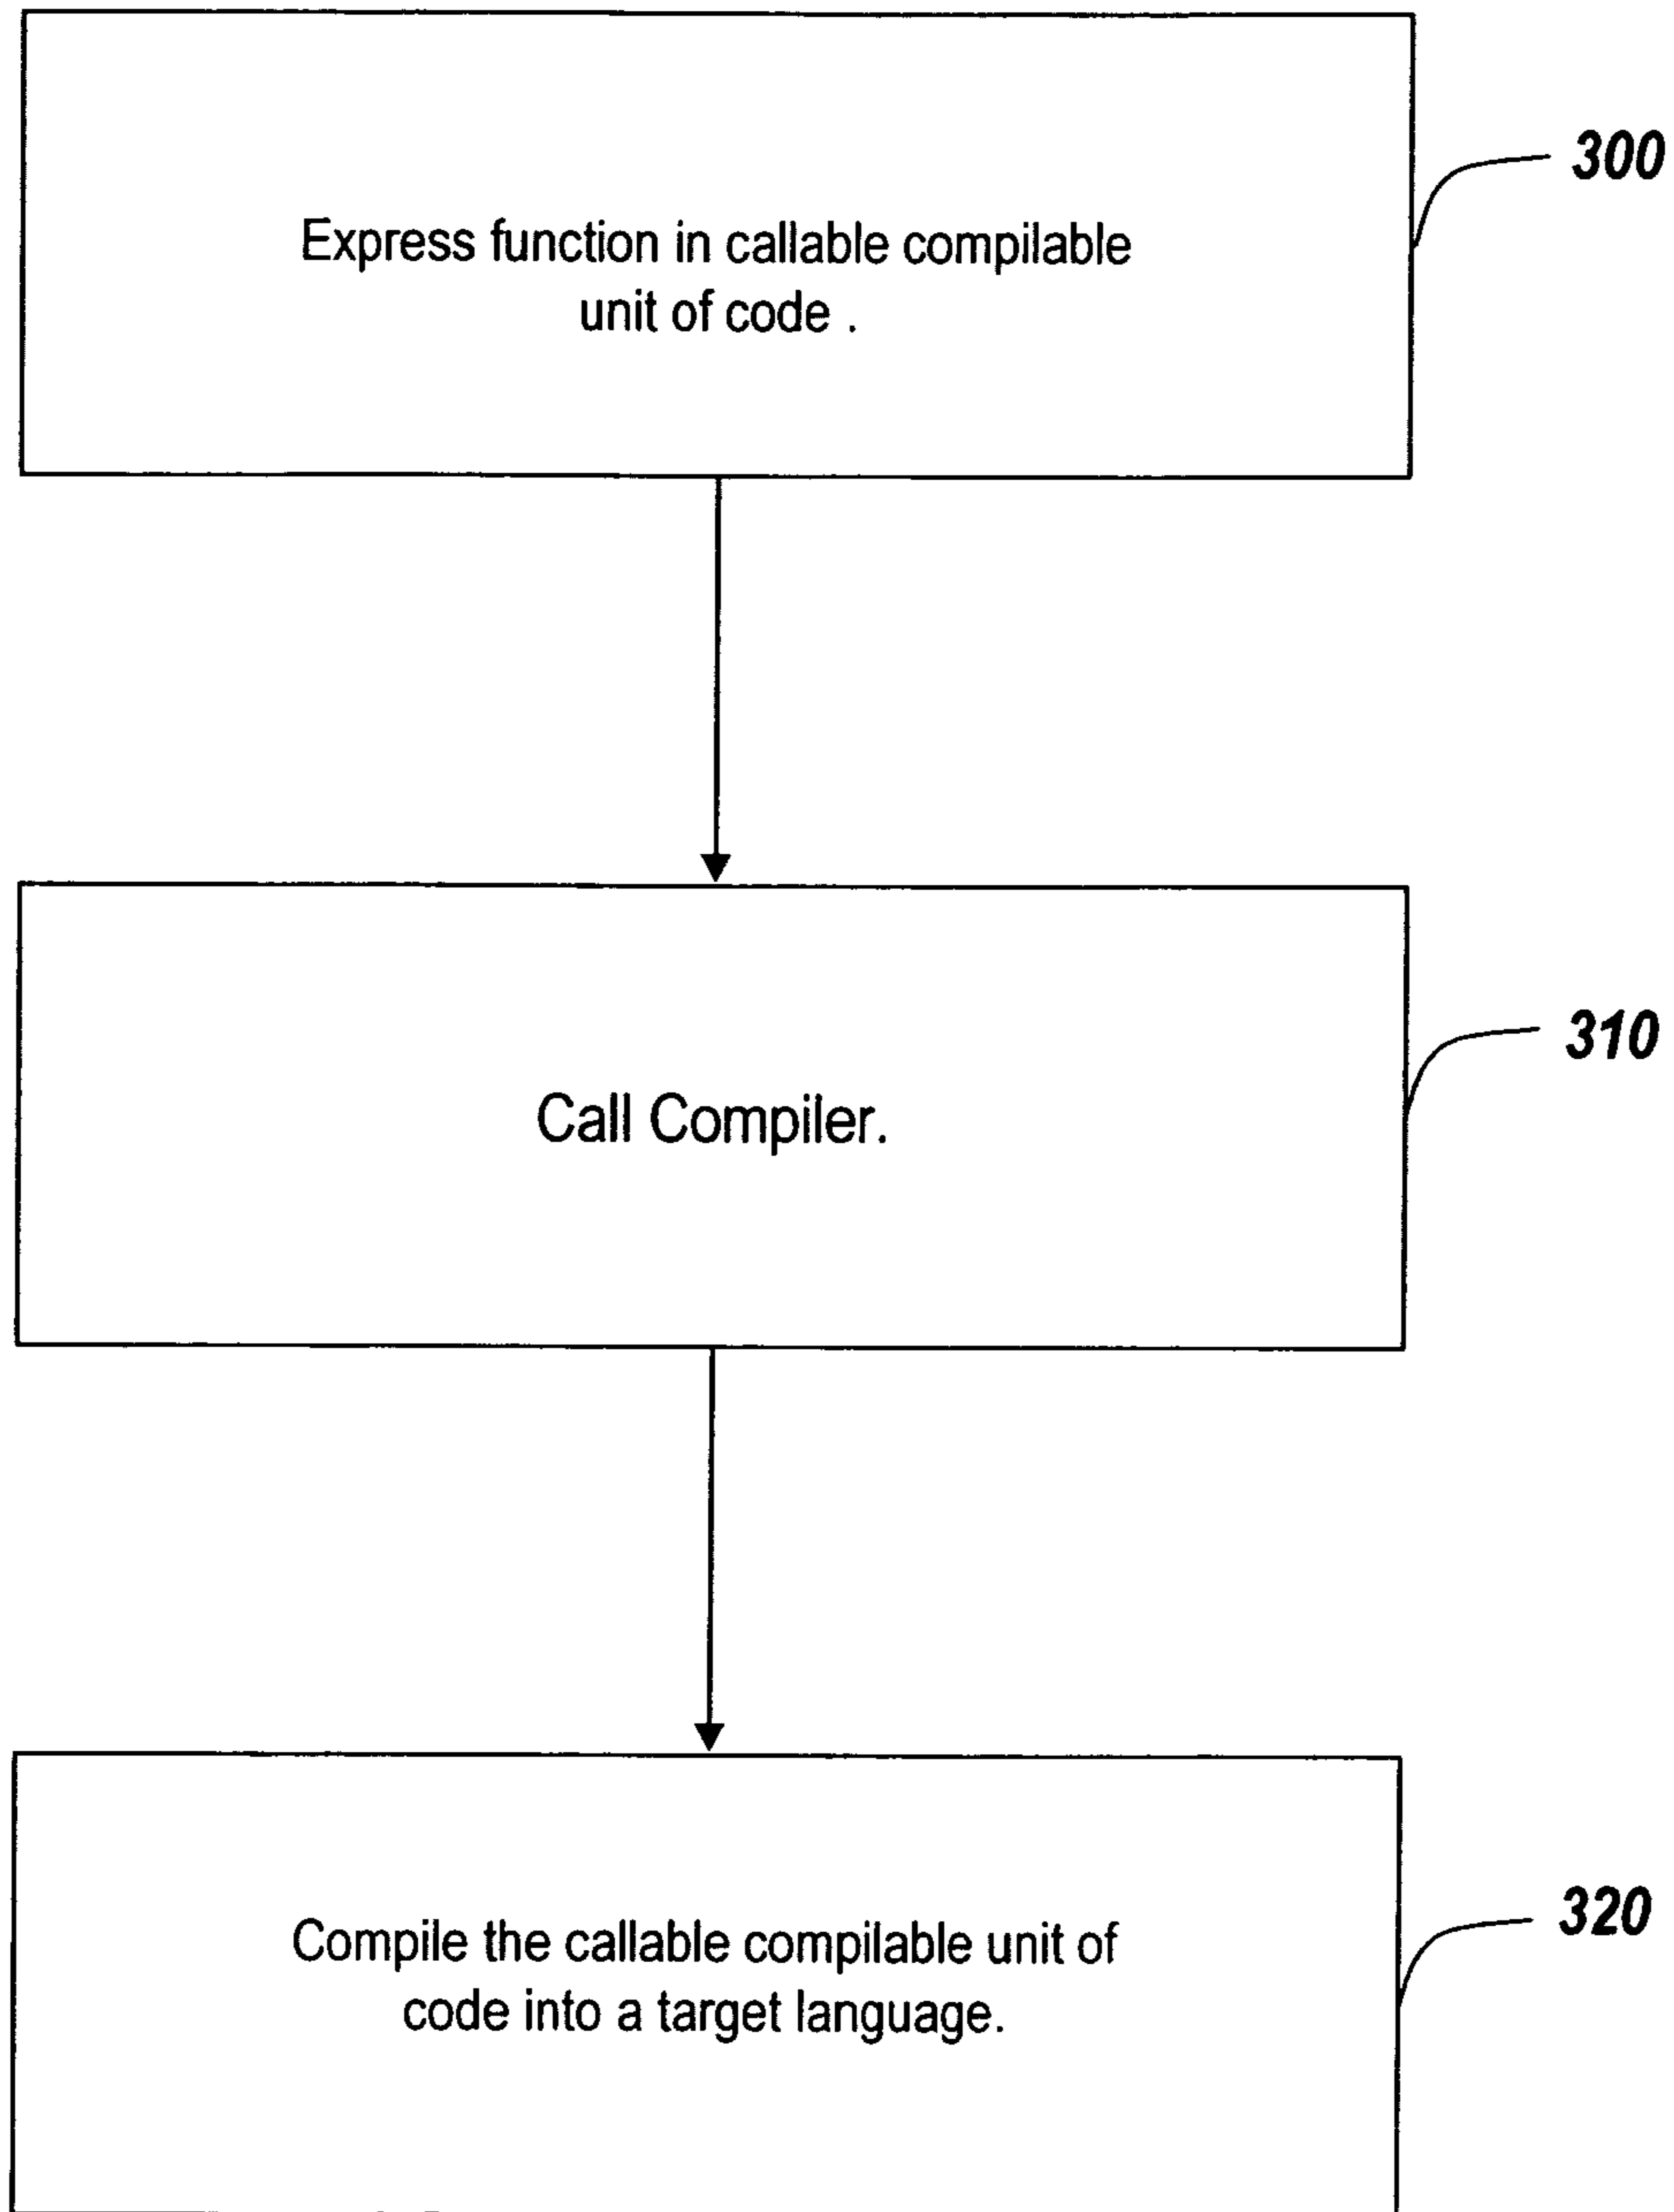 Express function in callable compilable
unit of code .
300
Call Compiler.
310
Compile the callable compilable unit of
code into a target language.
320